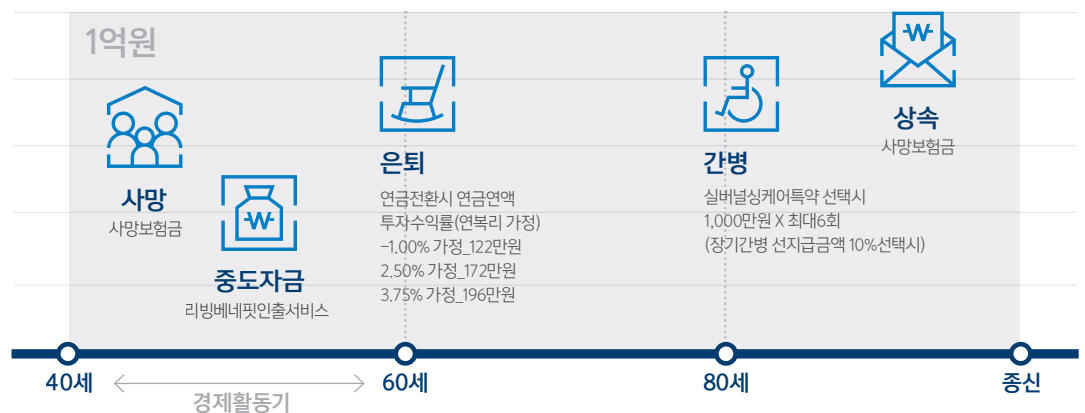 1억원
사망
사망보험금
₩
중도자금
리빙베네핏인출서비스
은퇴
연금전환시 연금연액
투자수익률(연복리 가정)
-1.00% 가정_122만원
2.50% 가정_172만원
3.75% 가정_196만원
간병
실버널싱케어특약 선택시
1,000만원 X 최대6회
(장기간병 선지급금액 10%선택시)
₩
상속
사망보험금
40세
60세
80세
종신
경제활동기